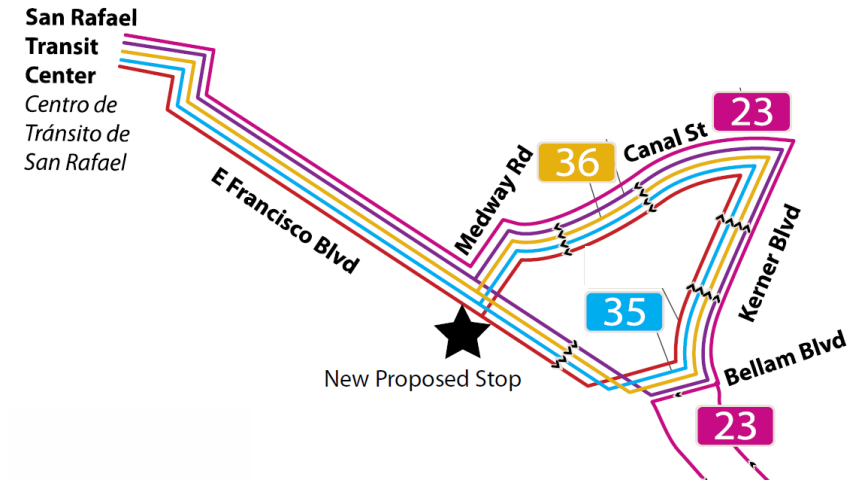 San Rafael
Transit
Center
Centro de
Tránsito de
San Rafael
23
Canal St
36
Medway Rd
E Francisco Blvd
Kerner Blvd
35
Bellam Blvd
New Proposed Stop
23